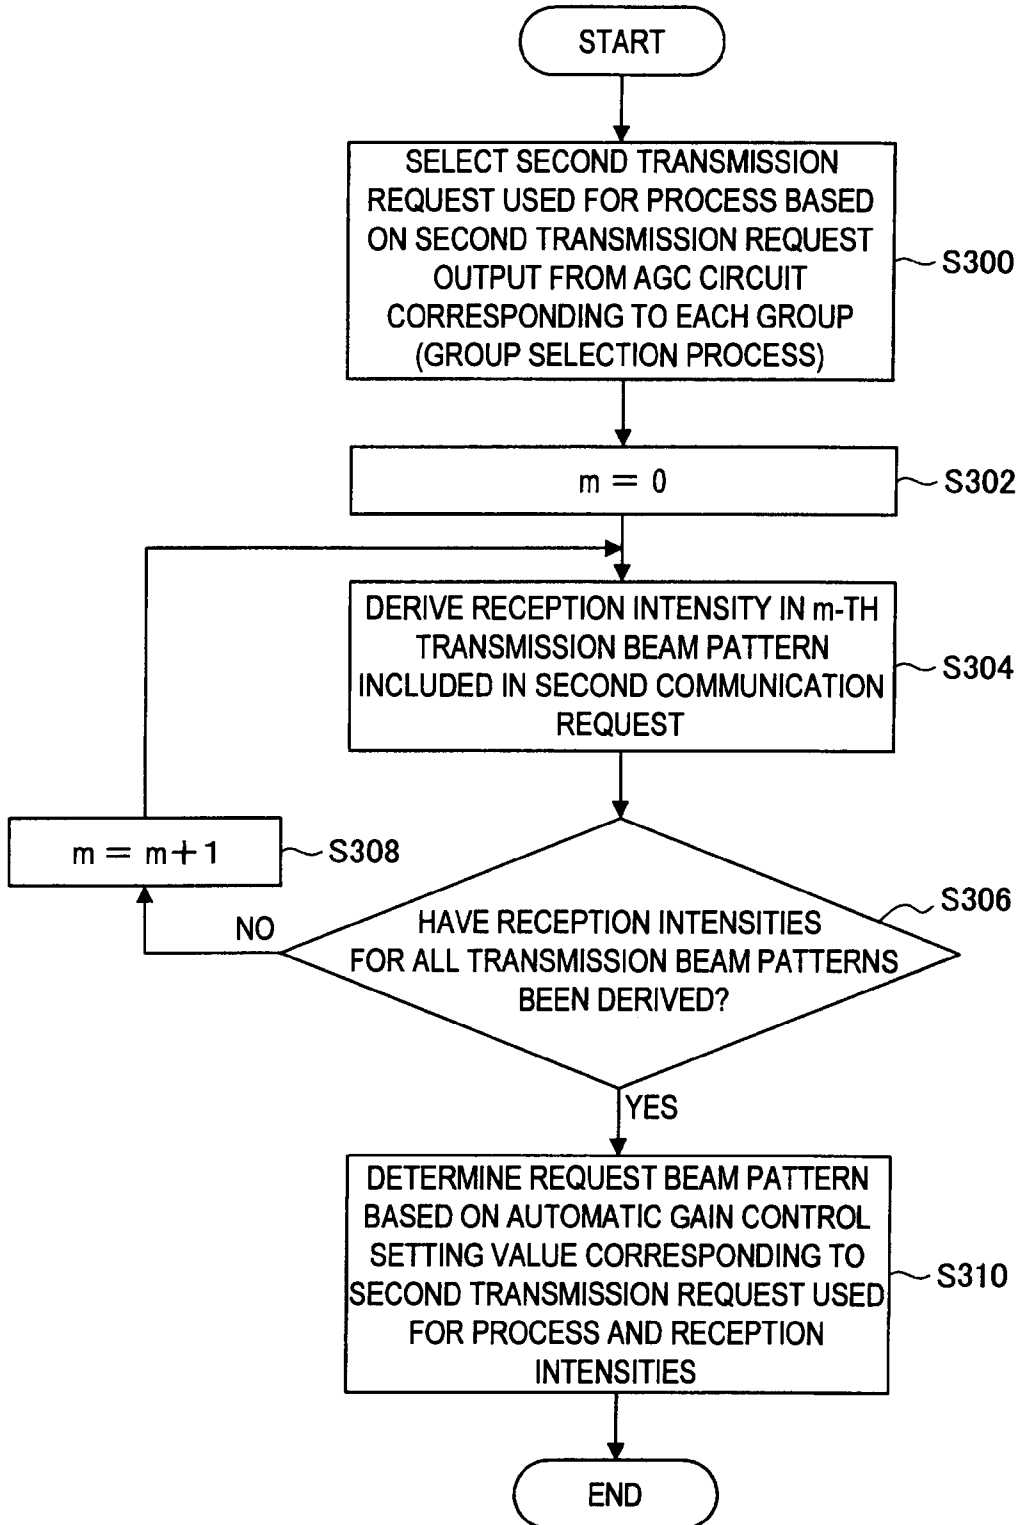 START
SELECT SECOND TRANSMISSION
REQUEST USED FOR PROCESS BASED
ON SECOND TRANSMISSION REQUEST
OUTPUT FROM AGC CIRCUIT
CORRESPONDING TO EACH GROUP
(GROUP SELECTION PROCESS)
S300
m = 0
S302
DERIVE RECEPTION INTENSITY IN m-TH
TRANSMISSION BEAM PATTERN
INCLUDED IN SECOND COMMUNICATION
REQUEST
S304
m = m+1
S308
NO
HAVE RECEPTION INTENSITIES
FOR ALL TRANSMISSION BEAM PATTERNS
BEEN DERIVED?
S306
YES
DETERMINE REQUEST BEAM PATTERN
BASED ON AUTOMATIC GAIN CONTROL
SETTING VALUE CORRESPONDING TO
SECOND TRANSMISSION REQUEST USED
FOR PROCESS AND RECEPTION
INTENSITIES
S310
END